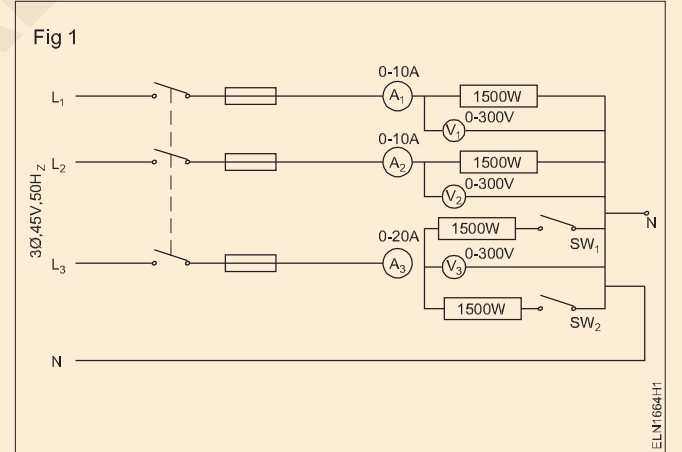 Fig 1
0-10A
L1
A1
1500W
0-300V
V1
0-10A
L2
A2
1500W
0-300V
V2
3Ø,45V,50HZ
1500W
SW1
N
0-20A
0-300V
L3
A3
V3
1500W
SW2
N
ELN1664H1